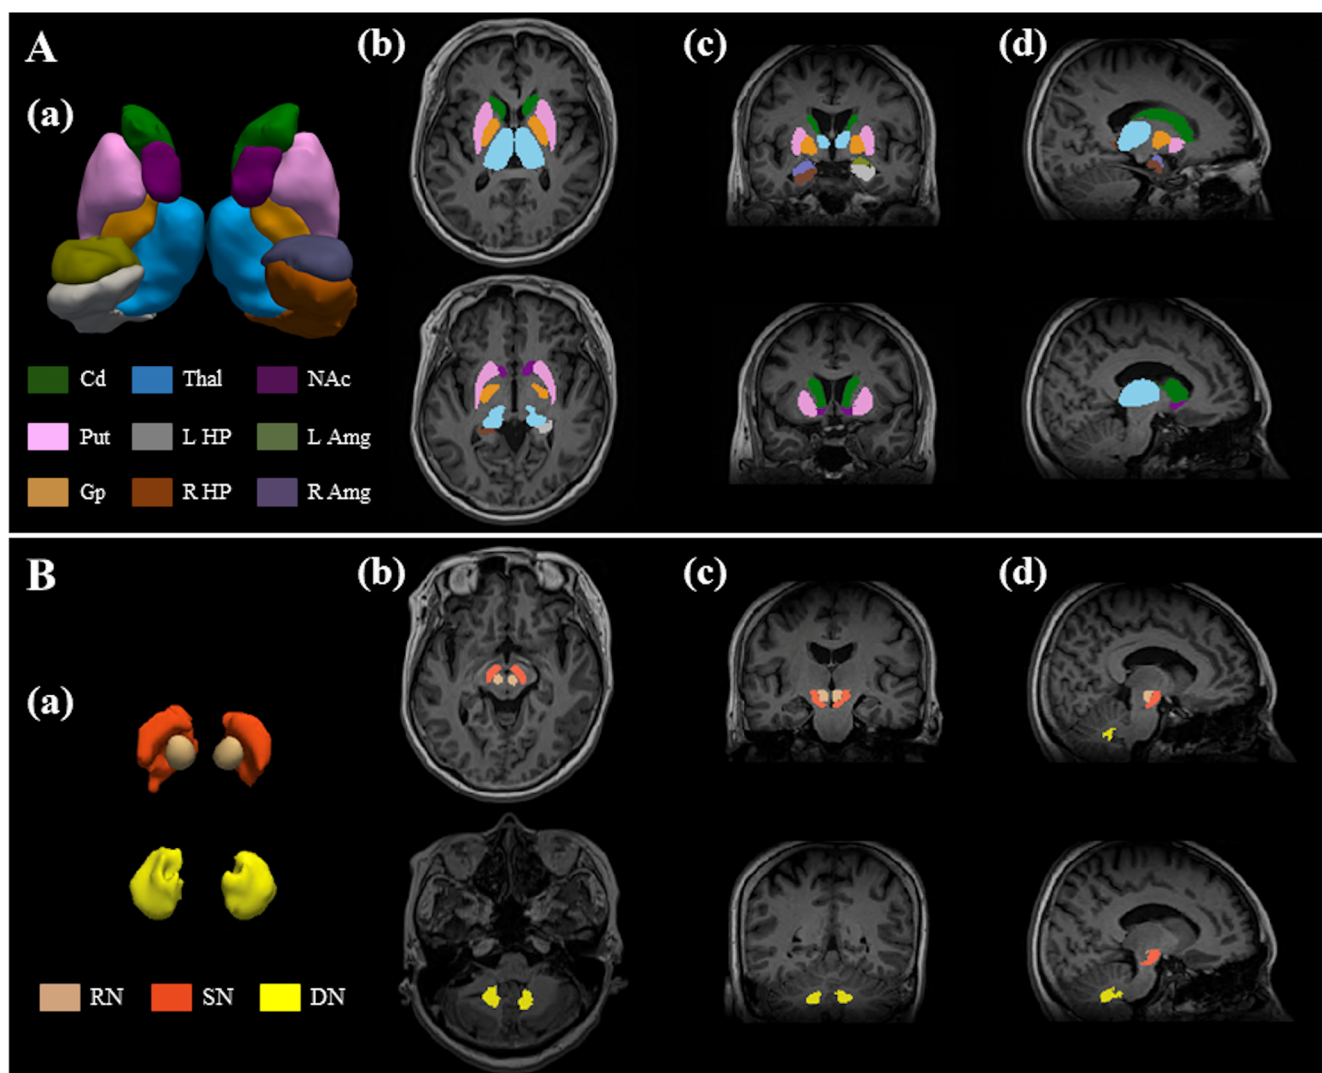 A
(a)
(b)
(c)
(d)
Cd
Thal
NAc
Put
L HP
L Amg
Gp
R HP
R Amg
B
(a)
(b)
(c)
(d)
RN
SN
DN